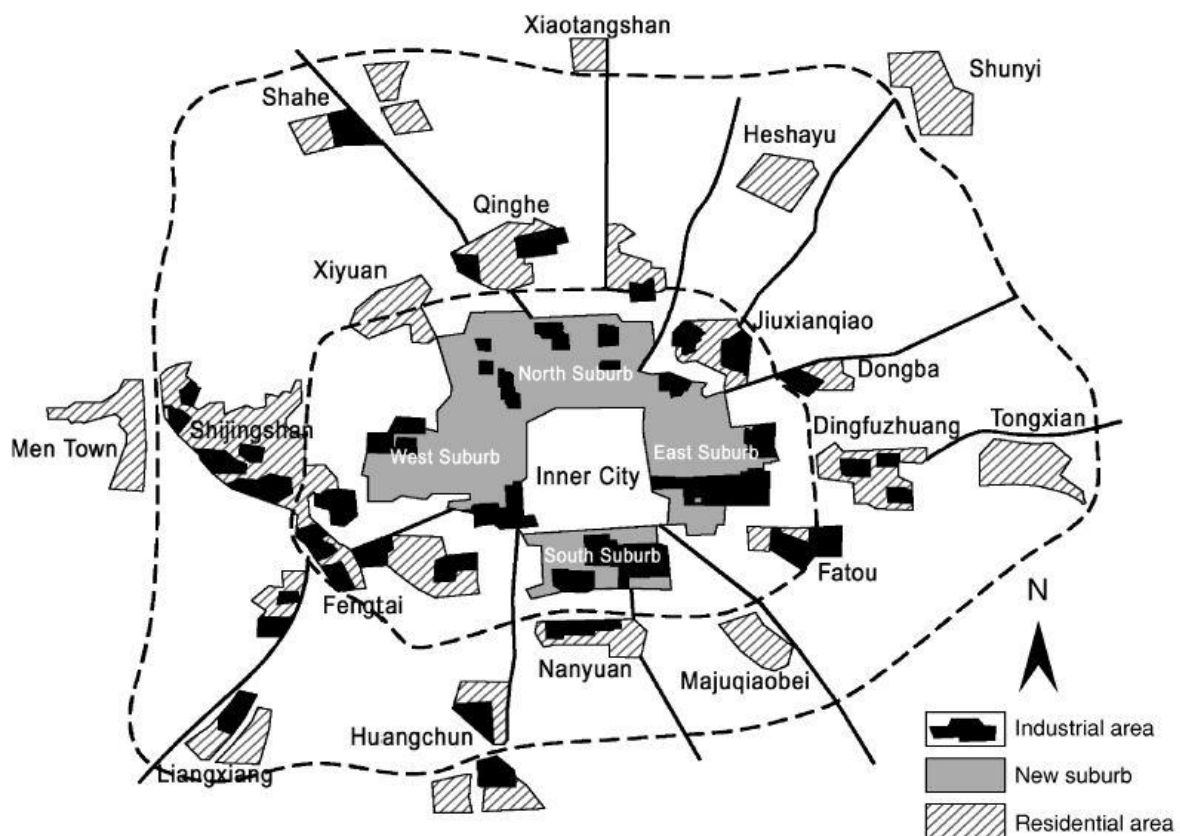 Xiaotangshan
Shunyi
Shahe
Heshayu
Qinghe
Xiyuan
Jiuxianqiao
North Suburb
Dongba
Men Town
Shijingshan
Dingfuzhuang
Tongxian
West Suburb
Inner City
East Suburb
South Suburb
Fatou
Fengtai
N
Nanyuan
Majuqiaobei
Huangchun
Liangxiang
Industrial area
New suburb
Residential area